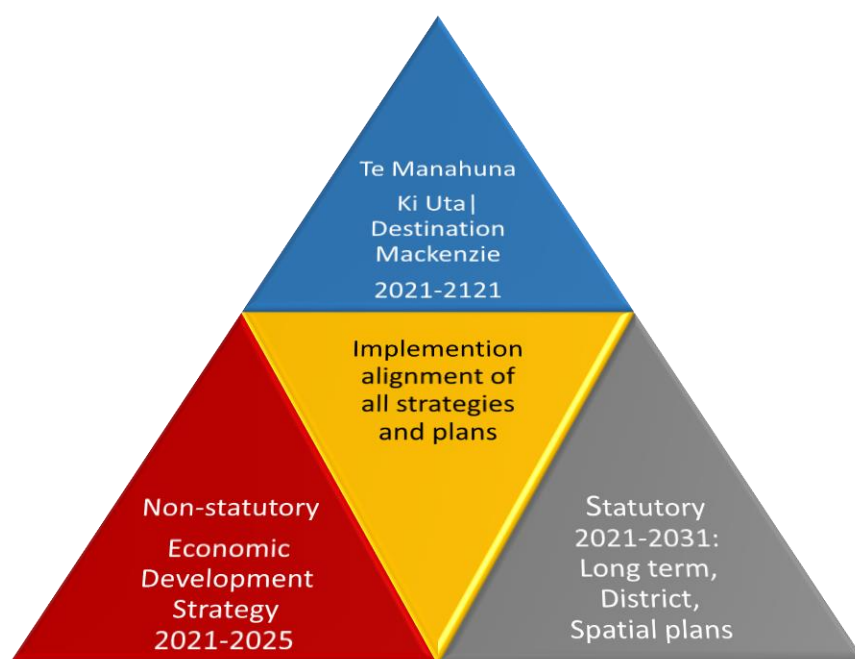 Te Manahuna
Ki Uta|
Destination
Mackenzie
2021-2121
Implemention
alignment of
all strategies
and plans
Non-statutory
Economic
Development
Strategy
2021-2025
Statutory
2021-2031:
Long term,
District,
Spatial plans